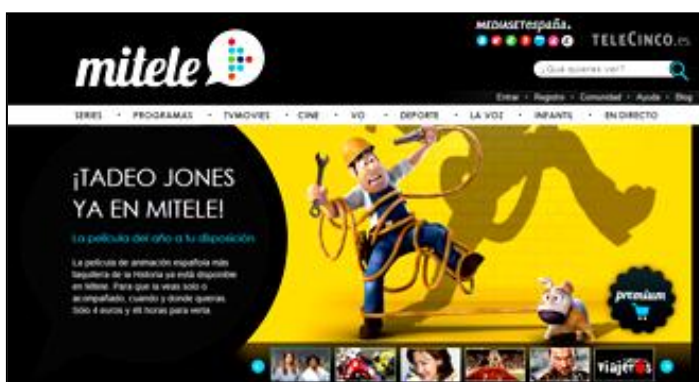 MEDIASETespaña.
TELECINCO.es
mitele
¿Qué quieres ver?
Entrar • Registro • Comunidad • Ayuda • Blog
SERIES • PROGRAMAS • TVMOVIES • CINE • VO • DEPORTE • LA VOZ • INFANTIL • EN DIRECTO
¡TADEO JONES
YA EN MITELE!
La película del año a tu disposición
La película de animación española más
taquillera de la Historia ya está disponible
en Mitele. Para que la veas solo o
acompañado, cuando y donde quieras.
Sólo 4 euros y 48 horas para verla
premium
viajeros